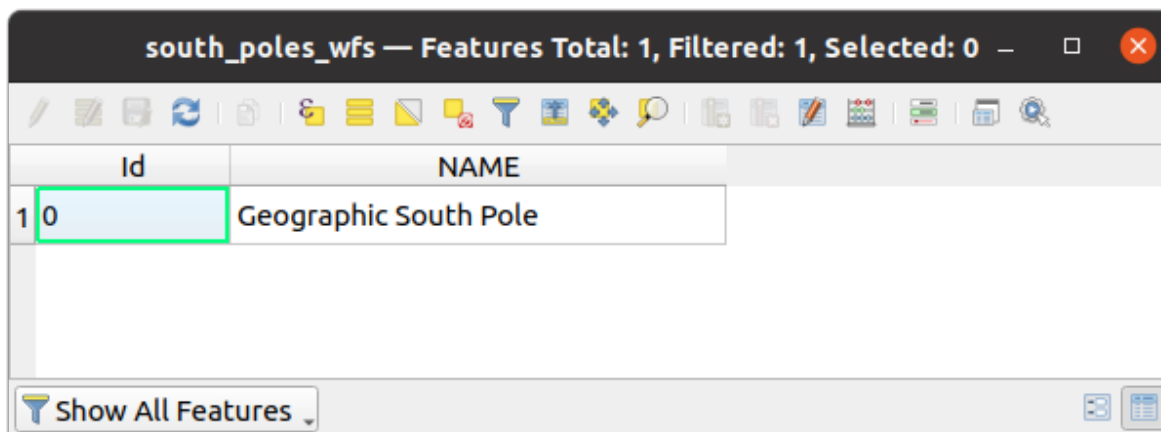 south_poles_wfs — Features Total: 1, Filtered: 1, Selected: 0
Id NAME
1 0 Geographic South Pole
Show All Features